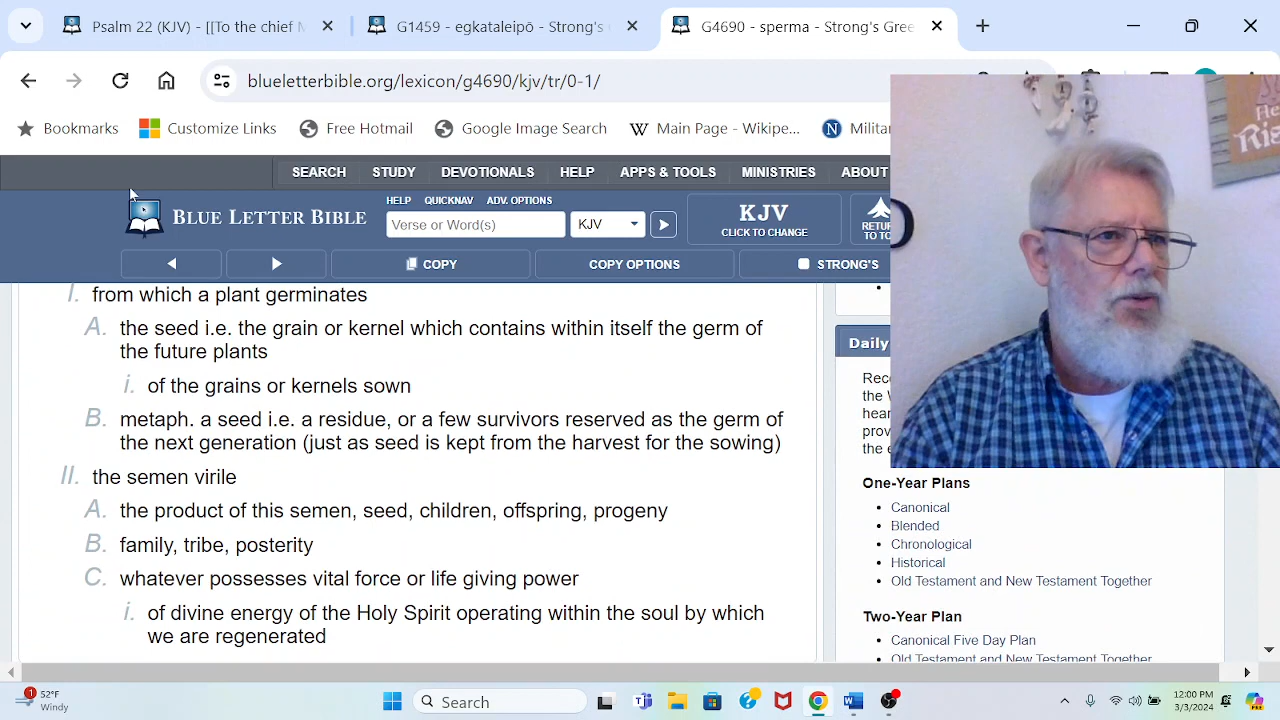 Psalm 22 (KJV) - [[To the chief M
G1459 - egkataleipō - Strong's
G4690 - sperma - Strong's Gree
blueletterbible.org/lexicon/g4690/kjv/tr/0-1/
Bookmarks
Customize Links
Free Hotmail
Google Image Search
W Main Page - Wikipe...
N
SEARCH
STUDY
DEVOTIONALS
HELP
APPS & TOOLS
MINISTRIES
ABOUT
BLUE LETTER BIBLE
HELP QUICKNAV ADV. OPTIONS
Verse or Word(s)
KJV
KJV
CLICK TO CHANGE
COPY
COPY OPTIONS
STRONG'S
I. from which a plant germinates
A. the seed i.e. the grain or kernel which contains within itself the germ of
the future plants
i. of the grains or kernels sown
B. metaph. a seed i.e. a residue, or a few survivors reserved as the germ of
the next generation (just as seed is kept from the harvest for the sowing)
II. the semen virile
A. the product of this semen, seed, children, offspring, progeny
B. family, tribe, posterity
C. whatever possesses vital force or life giving power
i. of divine energy of the Holy Spirit operating within the soul by which
we are regenerated
Daily
the
One-Year Plans
Canonical
Blended
Chronological
Historical
Old Testament and New Testament Together
Two-Year Plan
Canonical Five Day Plan
Old Testament and New Testament Together
1
52°F
Windy
Search
12:00 PM
3/3/2024